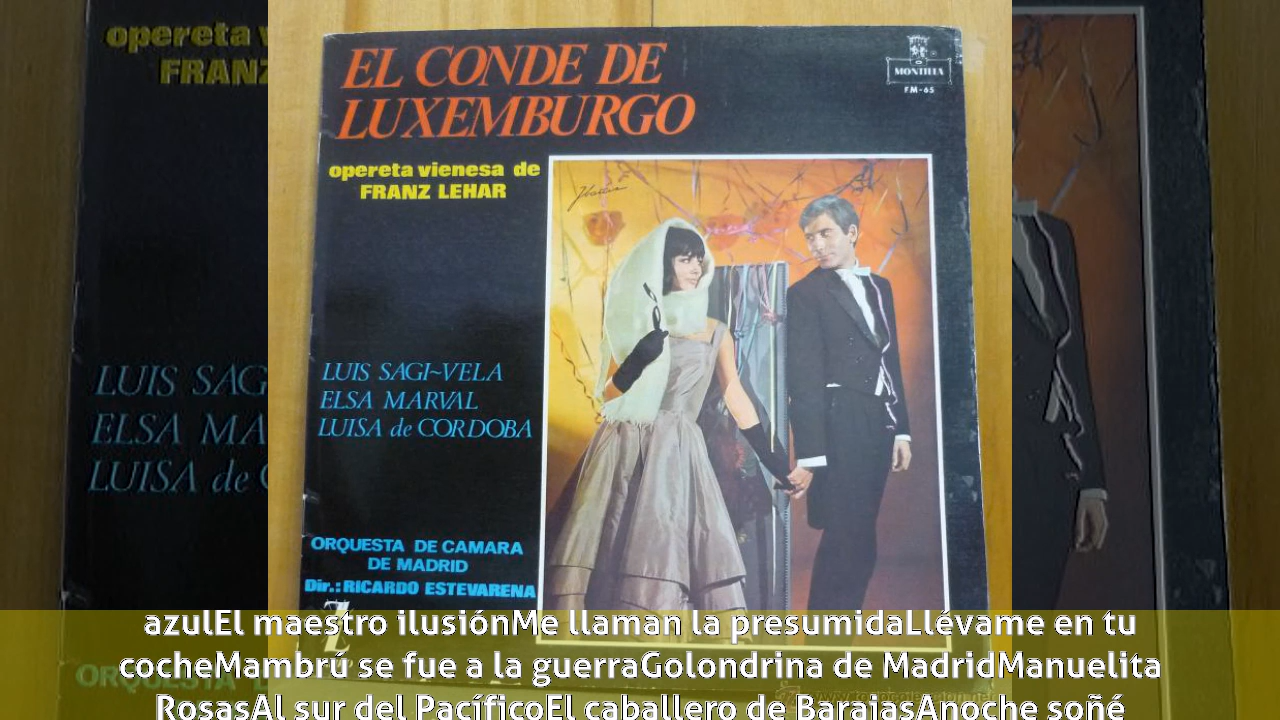 EL CONDE DE
LUXEMBURGO
MONTILLA
FM-65
opereta vienesa de
FRANZ LEHAR
LUIS SAGI~VELA
ELSA MARVAL
LUISA de CORDOBA
ORQUESTA DE CAMARA
DE MADRID
Dir.: RICARDO ESTEVARENA
opereta v
FRANZ
LUIS SAG
ELSA MA
LUISA de
ORQUESTA
azulEl maestro ilusiónMe llaman la presumidaLlévame en tu
cocheMambrú se fue a la guerraGolondrina de MadridManuelita
RosasAl sur del PacíficoEl caballero de BarajasAnoche soñé